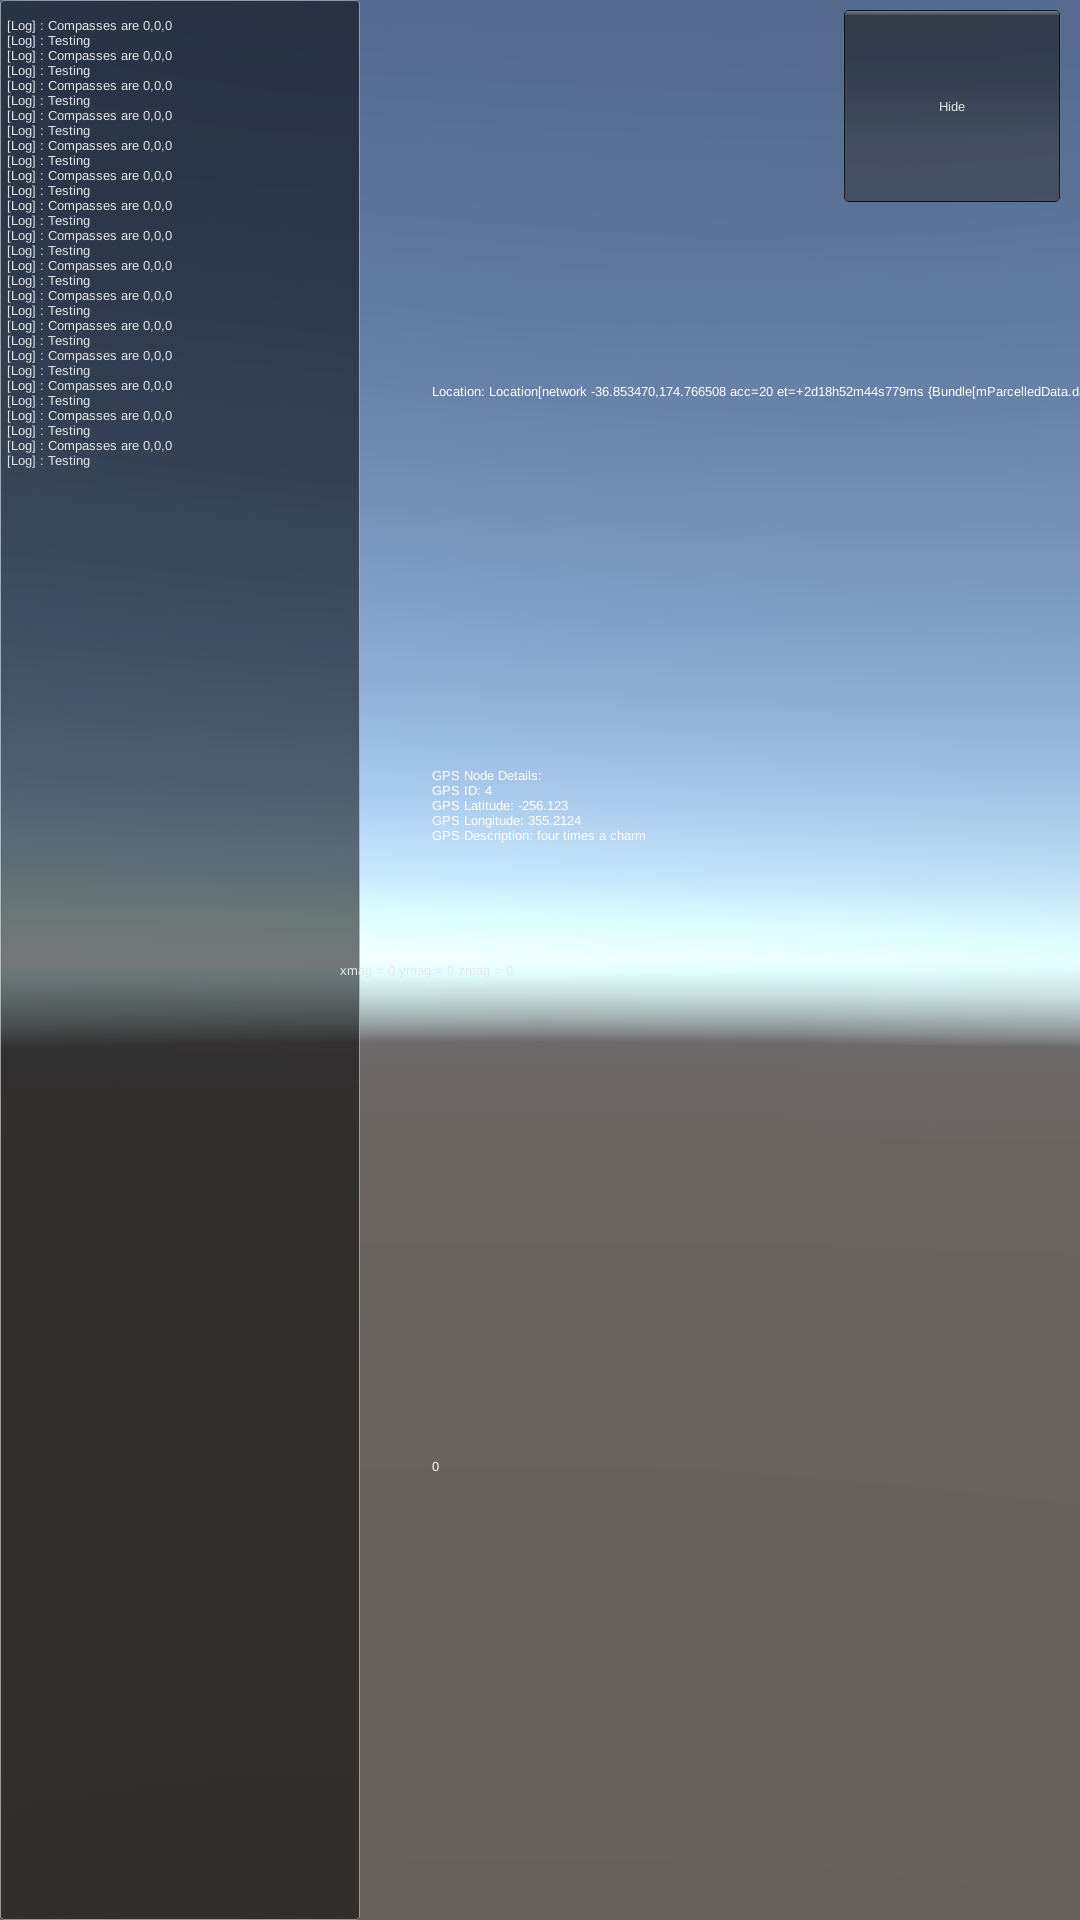 [Log] : Compasses are 0,0,0
[Log] : Testing
[Log] : Compasses are 0,0,0
[Log] : Testing
[Log] : Compasses are 0,0,0
[Log] : Testing
[Log] : Compasses are 0,0,0
[Log] : Testing
[Log] : Compasses are 0,0,0
[Log] : Testing
[Log] : Compasses are 0,0,0
[Log] : Testing
[Log] : Compasses are 0,0,0
[Log] : Testing
[Log] : Compasses are 0,0,0
[Log] : Testing
[Log] : Compasses are 0,0,0
[Log] : Testing
[Log] : Compasses are 0,0,0
[Log] : Testing
[Log] : Compasses are 0,0,0
[Log] : Testing
[Log] : Compasses are 0,0,0
[Log] : Testing
[Log] : Compasses are 0,0,0
[Log] : Testing
[Log] : Compasses are 0,0,0
[Log] : Testing
[Log] : Compasses are 0,0,0
[Log] : Testing
Hide
Location: Location[network -36.853470,174.766508 acc=20 et=+2d18h52m44s779ms {Bundle[mParcelledData.d
GPS Node Details:
GPS ID: 4
GPS Latitude: -256.123
GPS Longitude: 355.2124
GPS Description: four times a charm
xmag = 0 ymag = 0 zmag = 0
0